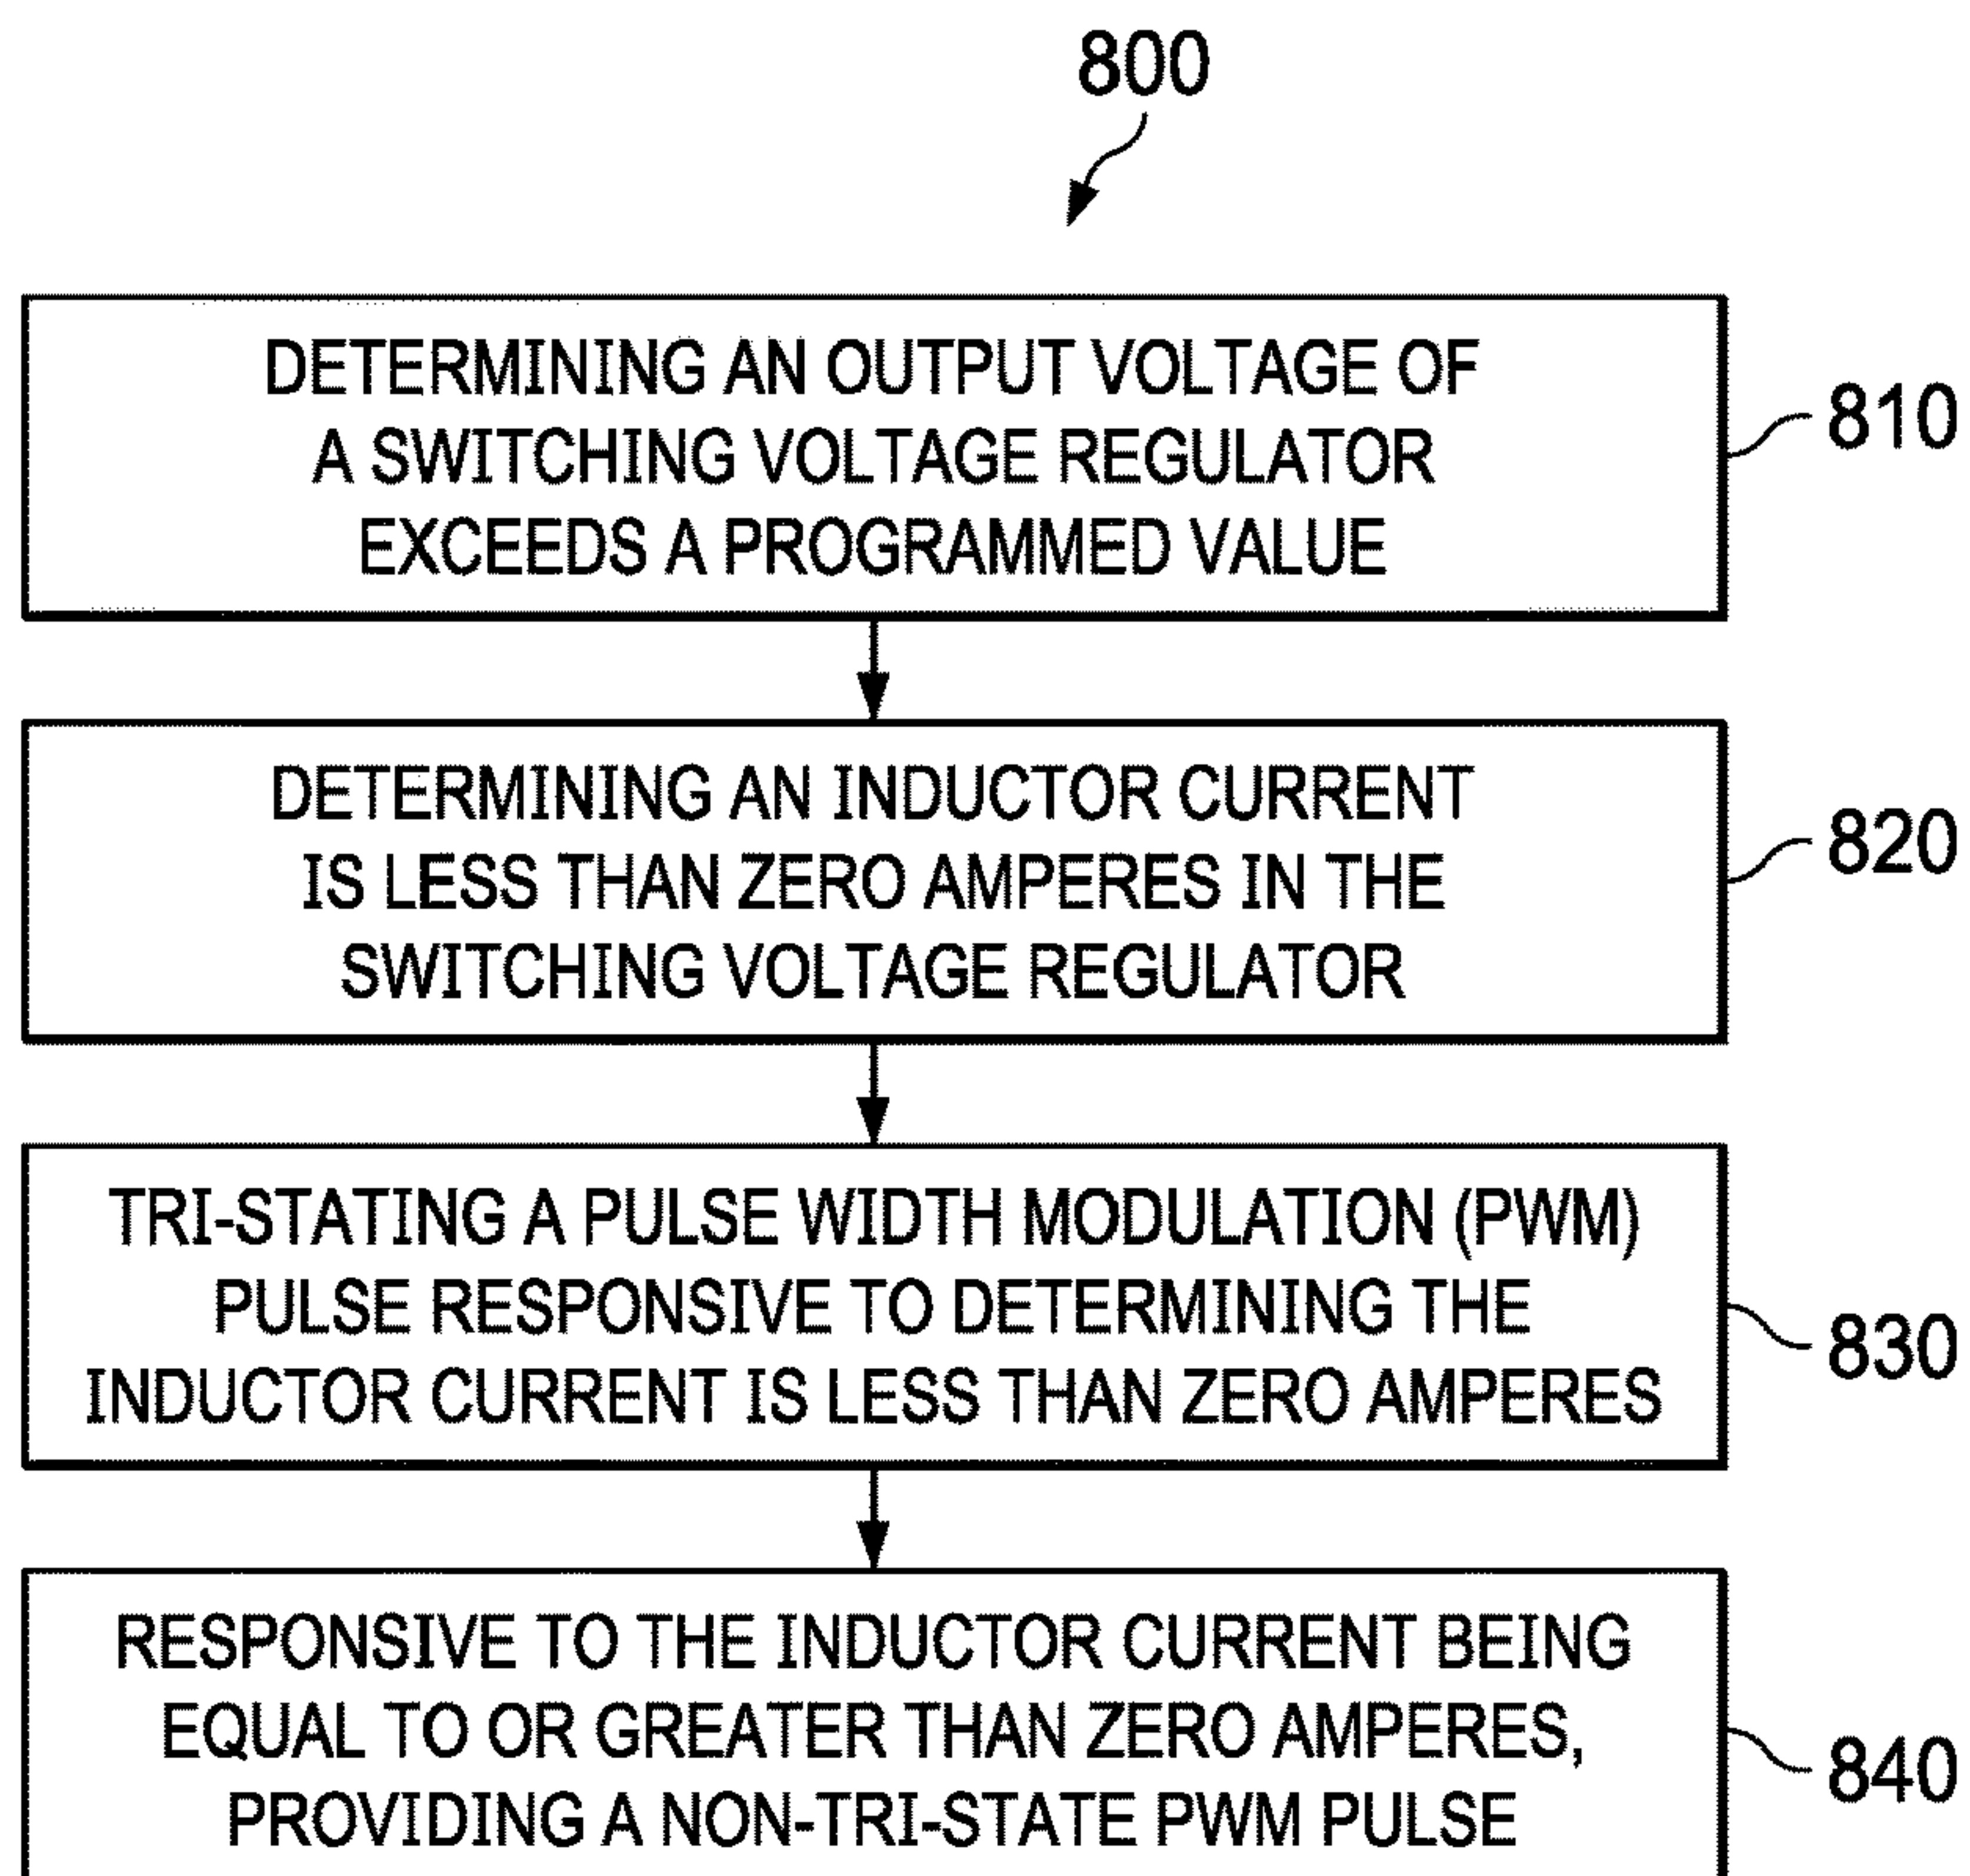 800
DETERMINING AN OUTPUT VOLTAGE OF
A SWITCHING VOLTAGE REGULATOR
EXCEEDS A PROGRAMMED VALUE
810
DETERMINING AN INDUCTOR CURRENT
IS LESS THAN ZERO AMPERES IN THE
SWITCHING VOLTAGE REGULATOR
820
TRI-STATING A PULSE WIDTH MODULATION (PWM)
PULSE RESPONSIVE TO DETERMINING THE
INDUCTOR CURRENT IS LESS THAN ZERO AMPERES
830
RESPONSIVE TO THE INDUCTOR CURRENT BEING
EQUAL TO OR GREATER THAN ZERO AMPERES,
PROVIDING A NON-TRI-STATE PWM PULSE
840